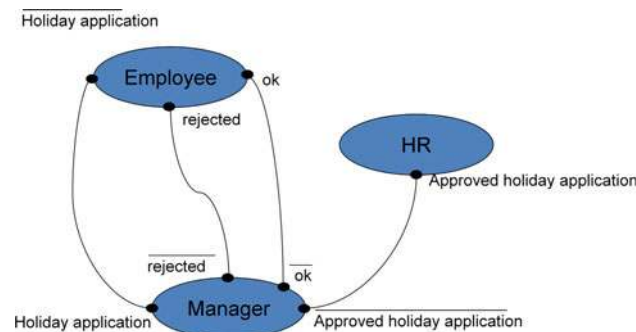 Holiday application
Employee
ok
rejected
HR
Approved holiday application
rejected
ok
Holiday application
Manager
Approved holiday application